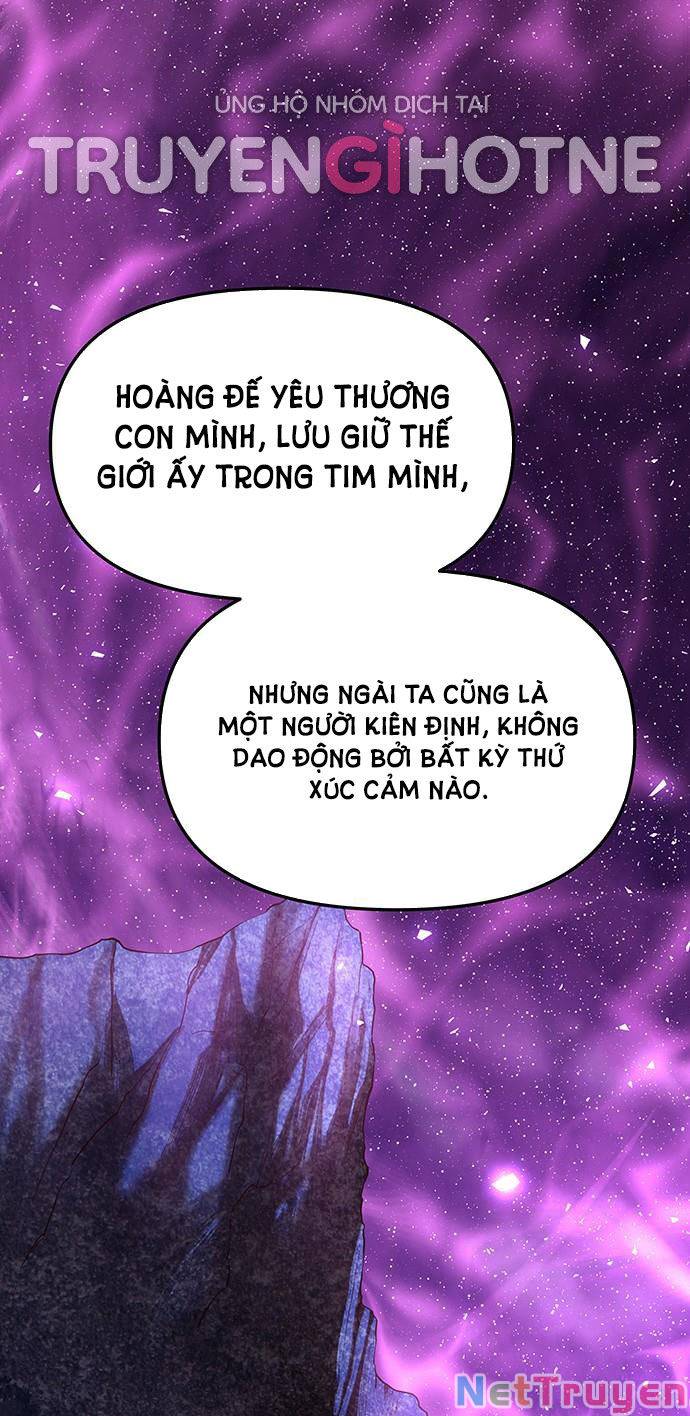 ỦNG HỘ NHÓM DỊCH TẠI
TRUYENGÌHOTNE
HOÀNG ĐẾ YÊU THƯƠNG
CON MÌNH, LƯU GIỮ THẾ
GIỚI ẤY TRONG TIM MÌNH,
NHƯNG NGÀI TA CŨNG LÀ
MỘT NGƯỜI KIÊN ĐỊNH, KHÔNG
DAO ĐỘNG BỞI BẤT KỲ THỨ
XÚC CẢM NÀO.
NetTruyen